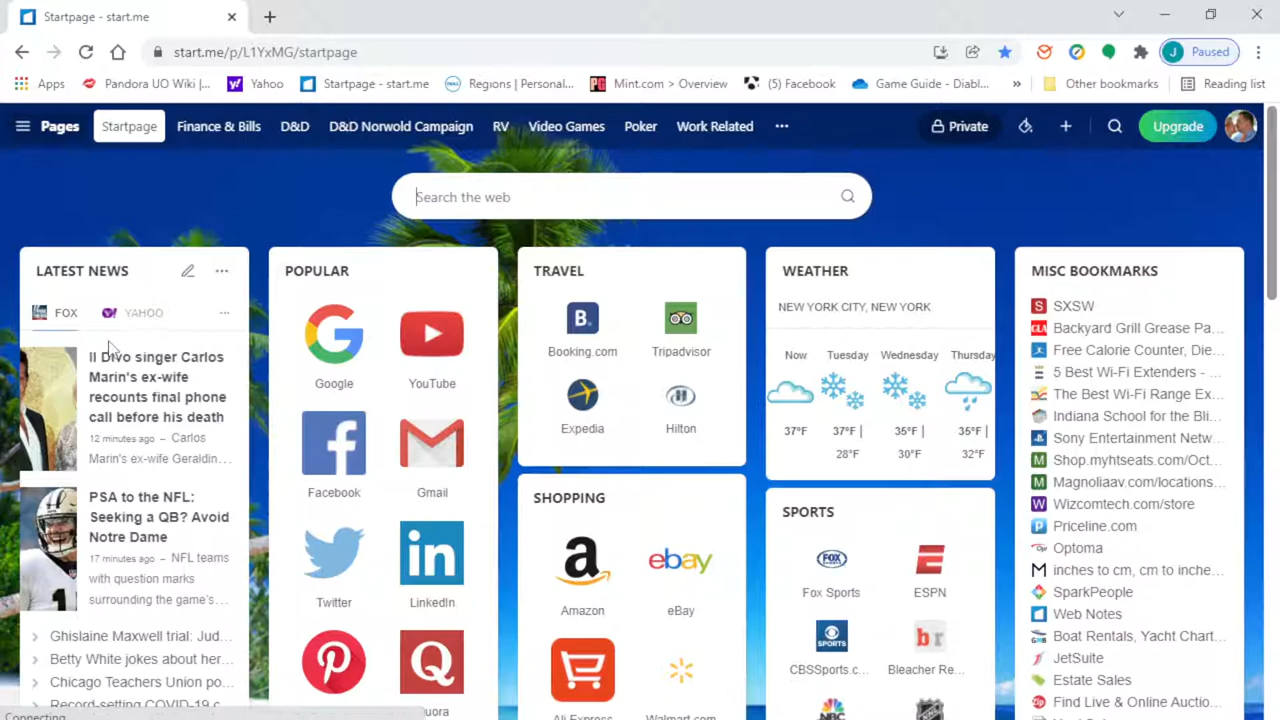 Startpage - start.me
start.me/p/L1YxMG/startpage
J Paused
Apps Pandora UO Wiki |... Yahoo Startpage - start.me Regions | Personal... Mint.com > Overview (5) Facebook Game Guide - Diabl... » Other bookmarks Reading list
Pages Startpage Finance & Bills D&D D&D Norwold Campaign RV Video Games Poker Work Related ... Private Upgrade
Search the web
LATEST NEWS
FOX YAHOO
Il Divo singer Carlos
Marin's ex-wife
recounts final phone
call before his death
12 minutes ago – Carlos
Marin's ex-wife Geraldin...
PSA to the NFL:
Seeking a QB? Avoid
Notre Dame
17 minutes ago – NFL teams
with question marks
surrounding the game's...
Ghislaine Maxwell trial: Jud...
Betty White jokes about her...
Chicago Teachers Union po...
Record-setting COVID-19 c
Connecting
POPULAR
Google YouTube
Facebook Gmail
Twitter LinkedIn
TRAVEL
Booking.com Tripadvisor
Expedia Hilton
SHOPPING
Amazon eBay
Ali Express Walmart.com
WEATHER
NEW YORK CITY, NEW YORK
Now Tuesday Wednesday Thursday
37°F 37°F | 35°F | 35°F |
28°F 30°F 32°F
SPORTS
Fox Sports ESPN
CBSSports.c... Bleacher Re...
MISC BOOKMARKS
SXSW
Backyard Grill Grease Pa...
Free Calorie Counter, Die...
5 Best Wi-Fi Extenders - ...
The Best Wi-Fi Range Ex...
Indiana School for the Bli...
Sony Entertainment Netw...
Shop.myhtseats.com/Oct...
Magnoliaav.com/locations...
Wizcomtech.com/store
Priceline.com
Optoma
inches to cm, cm to inche...
SparkPeople
Web Notes
Boat Rentals, Yacht Chart...
JetSuite
Estate Sales
Find Live & Online Auctio...